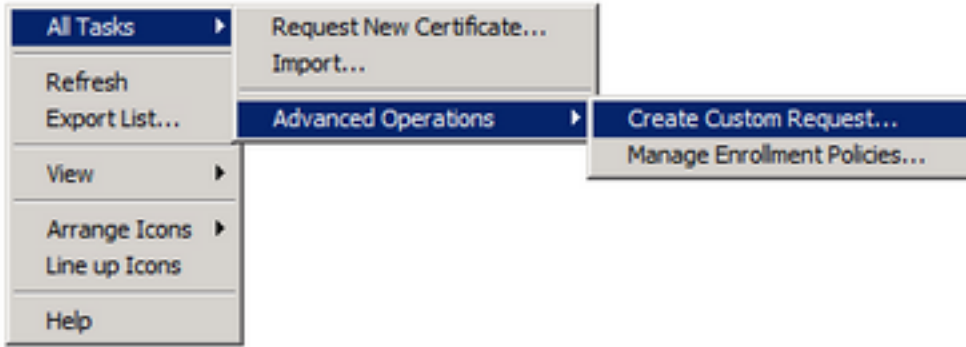 All Tasks
Refresh
Export List...
View
Arrange Icons
Line up Icons
Help
Request New Certificate...
Import...
Advanced Operations
Create Custom Request...
Manage Enrollment Policies...